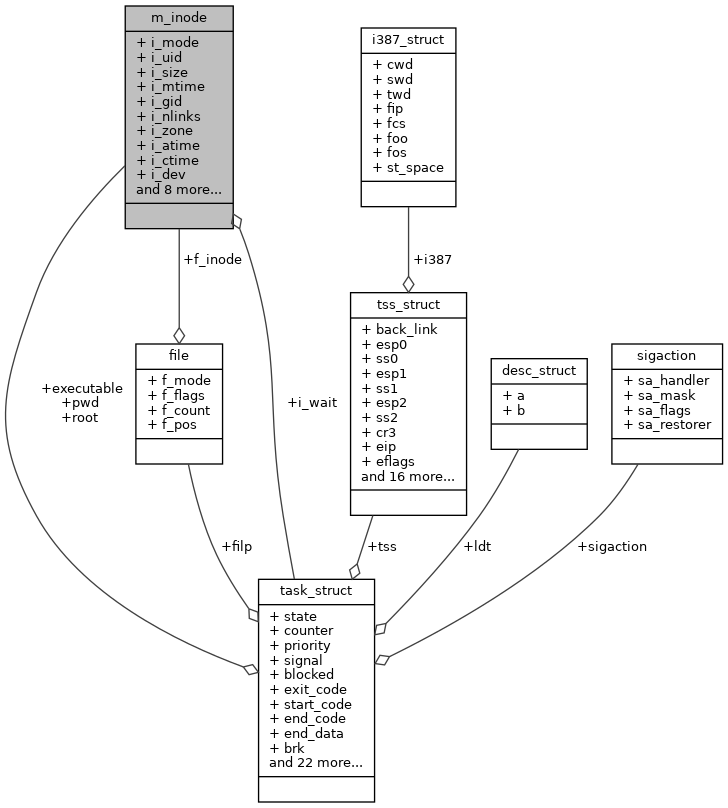 m_inode
+ i_mode
+ i_uid
+ i_size
+ i_mtime
+ i_gid
+ i_nlinks
+ i_zone
+ i_atime
+ i_ctime
+ i_dev
and 8 more...
i387_struct
+ cwd
+ swd
+ twd
+ fip
+ fcs
+ foo
+ fos
+ st_space
+f_inode
+i387
file
+ f_mode
+ f_flags
+ f_count
+ f_pos
tss_struct
+ back_link
+ esp0
+ ss0
+ esp1
+ ss1
+ esp2
+ ss2
+ cr3
+ eip
+ eflags
and 16 more...
desc_struct
+ a
+ b
sigaction
+ sa_handler
+ sa_mask
+ sa_flags
+ sa_restorer
+executable
+pwd
+root
+i_wait
+filp
+tss
+ldt
+sigaction
task_struct
+ state
+ counter
+ priority
+ signal
+ blocked
+ exit_code
+ start_code
+ end_code
+ end_data
+ brk
and 22 more...